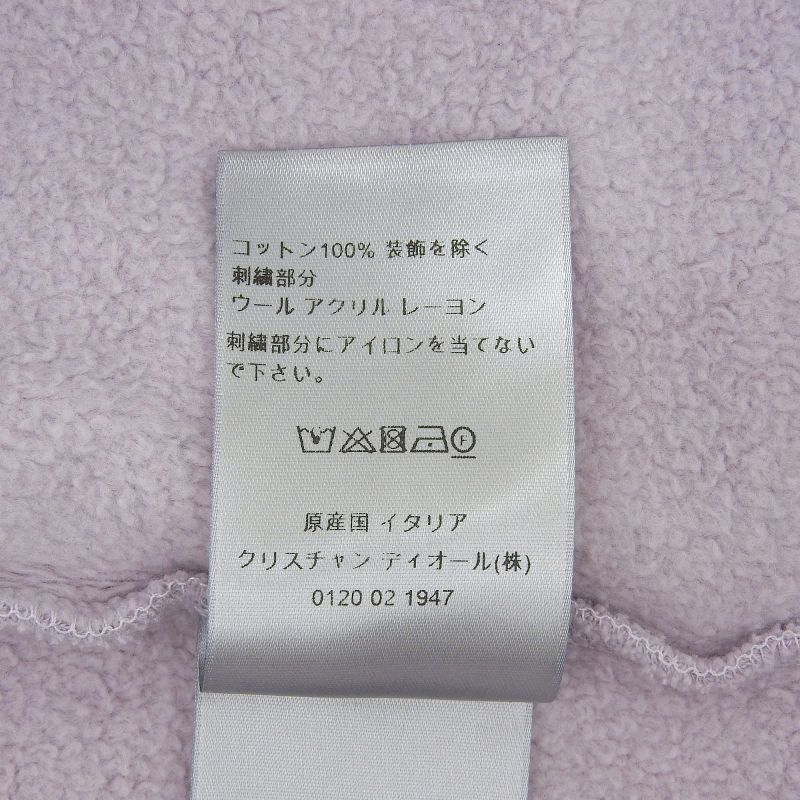 コットン100% 装飾を除く
刺繍部分
ウール アクリル レーヨン
刺繍部分にアイロンを当てない
で下さい。
F
原産国 イタリア
クリスチャン ディオール(株)
0120 02 1947